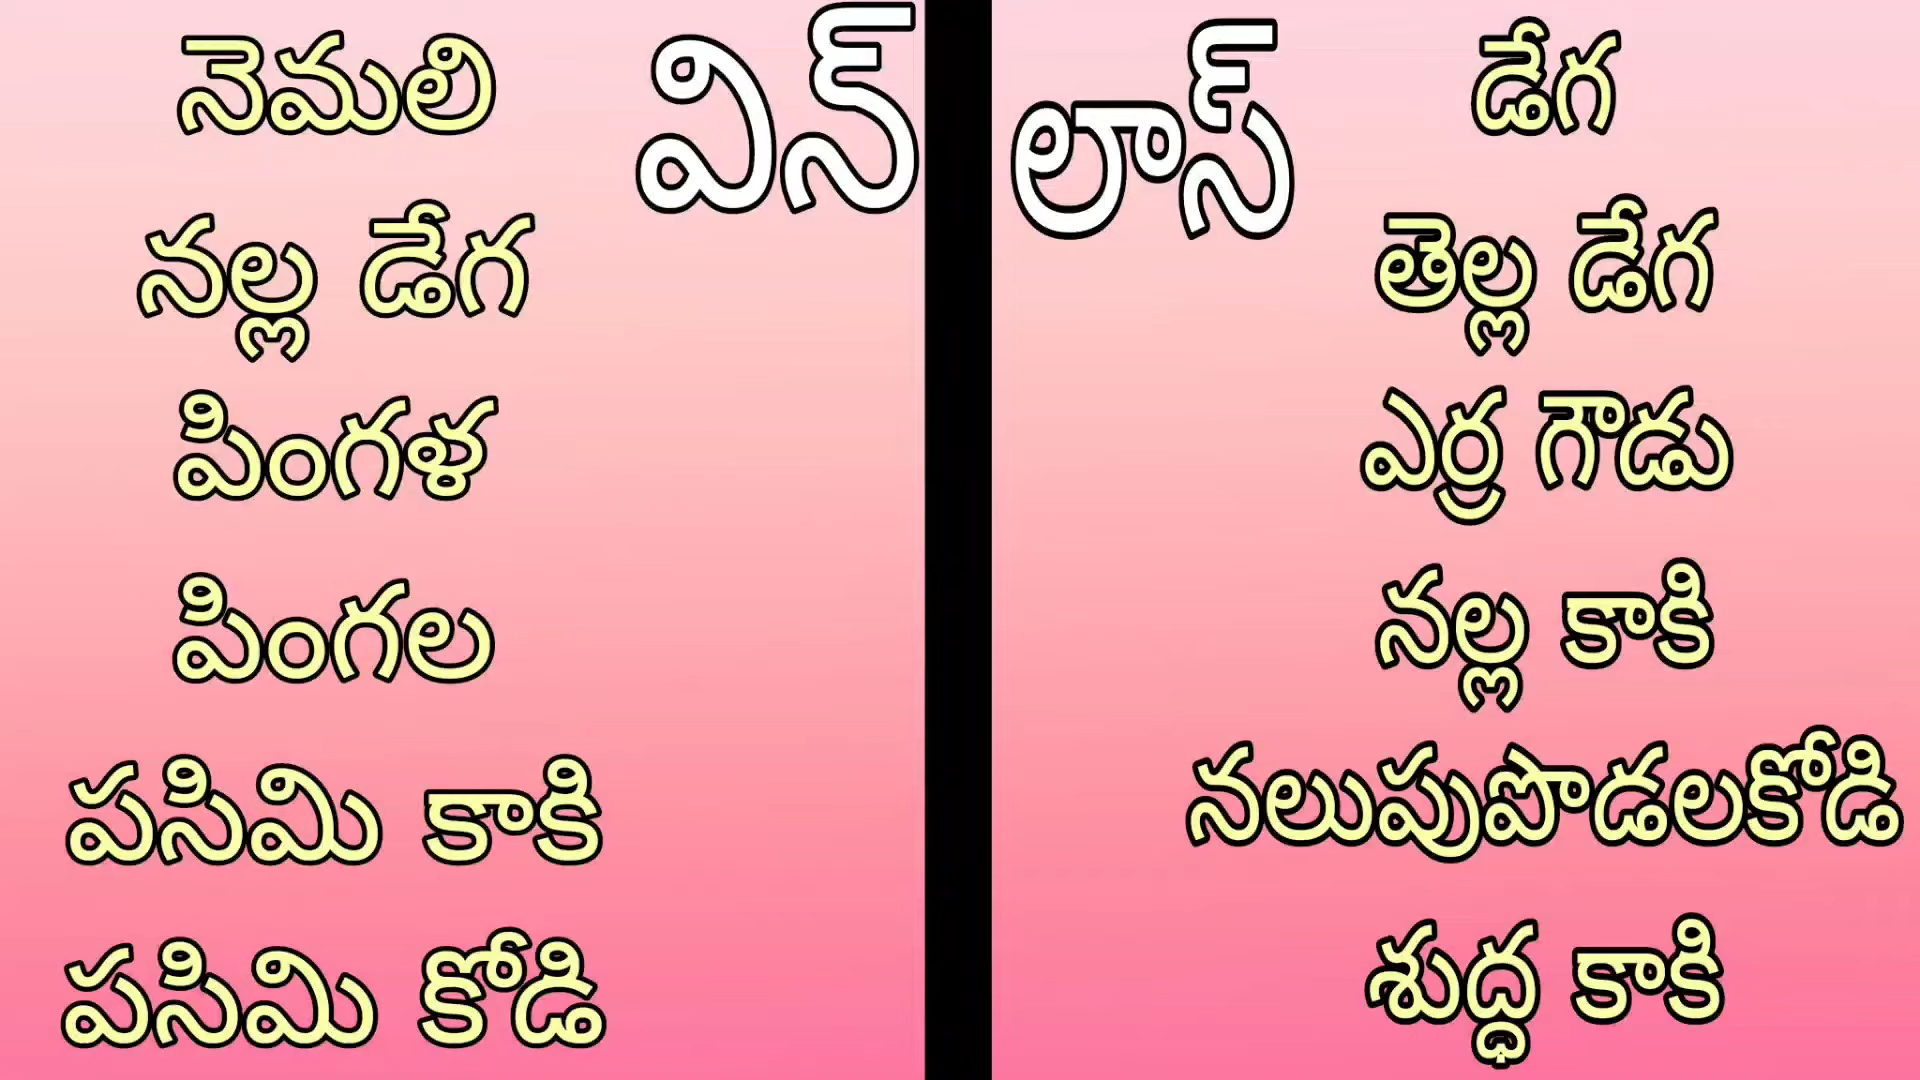 విన్
నెమలి
నల్ల డేగ
పింగళ
పింగల
పసిమి కాకి
పసిమి కోడి
లాస్
డేగ
తెల్ల డేగ
ఎర్ర గౌడు
నల్ల కాకి
నలుపుపొడలకోడి
శుద్ధ కాకి